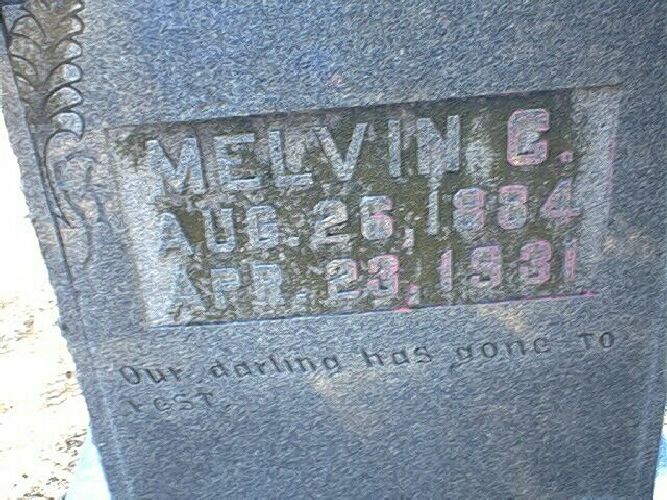 MELVIN. C.
AUG. 26, 1884
APR. 23, 1931
Our darling has gone to
rest